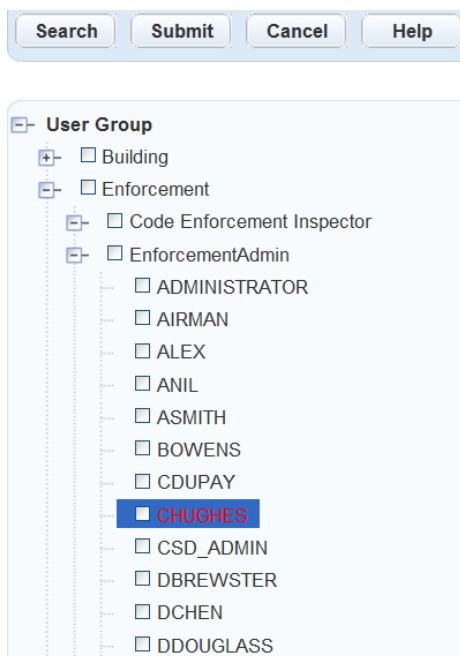 Search Submit Cancel Help
User Group
Building
Enforcement
Code Enforcement Inspector
EnforcementAdmin
ADMINISTRATOR
AIRMAN
ALEX
ANIL
ASMITH
BOWENS
CDUPAY
CHUGHES
CSD_ADMIN
DBREWSTER
DCHEN
DDOUGLASS